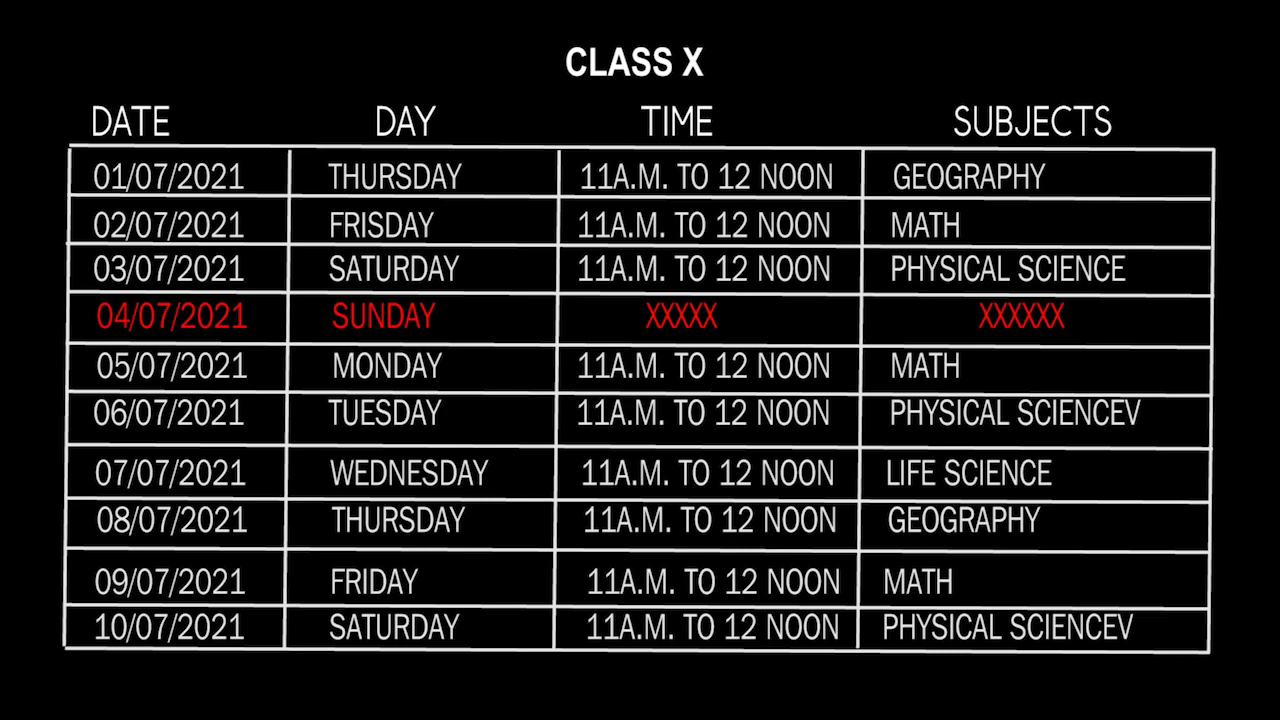 CLASS X
DATE DAY TIME SUBJECTS
01/07/2021 THURSDAY 11A.M. TO 12 NOON GEOGRAPHY
02/07/2021 FRISDAY 11A.M. TO 12 NOON MATH
03/07/2021 SATURDAY 11A.M. TO 12 NOON PHYSICAL SCIENCE
04/07/2021 SUNDAY XXXXX XXXXXX
05/07/2021 MONDAY 11A.M. TO 12 NOON MATH
06/07/2021 TUESDAY 11A.M. TO 12 NOON PHYSICAL SCIENCEV
07/07/2021 WEDNESDAY 11A.M. TO 12 NOON LIFE SCIENCE
08/07/2021 THURSDAY 11A.M. TO 12 NOON GEOGRAPHY
09/07/2021 FRIDAY 11A.M. TO 12 NOON MATH
10/07/2021 SATURDAY 11A.M. TO 12 NOON PHYSICAL SCIENCEV